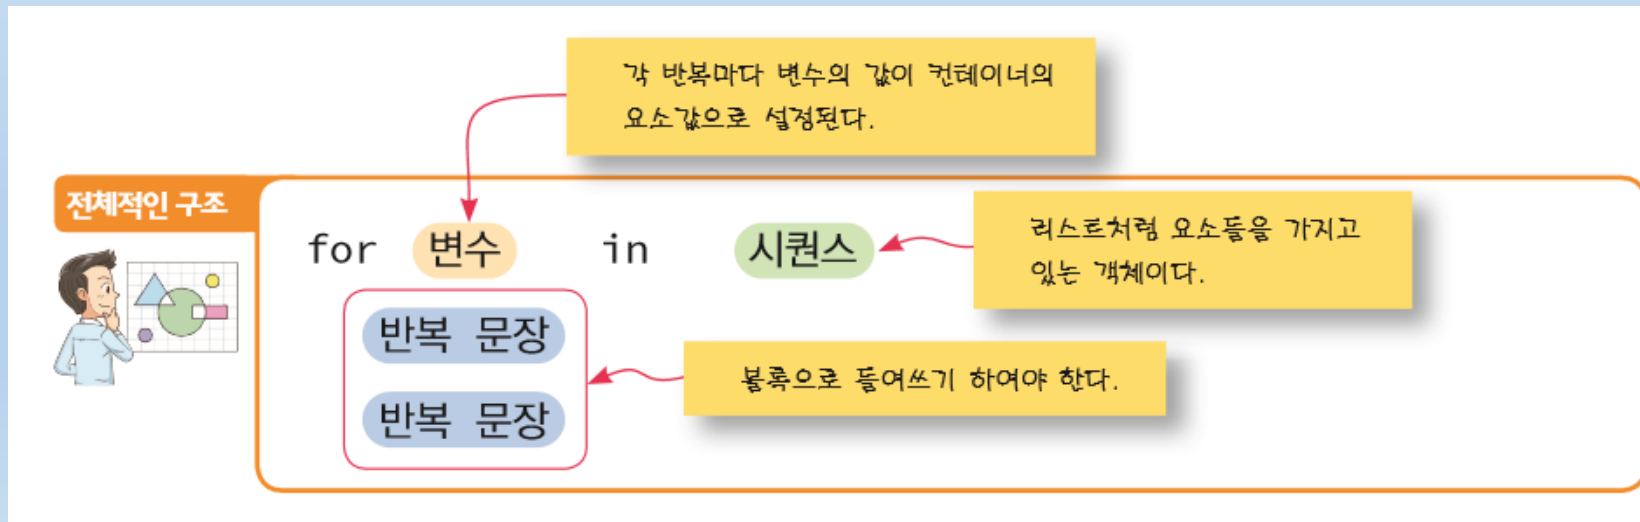 각 반복마다 변수의 값이 컨테이너의
요소값으로 설정된다.
전체적인 구조
for 변수 in 시퀀스
리스트처럼 요소들을 가지고
있는 객체이다.
반복 문장
반복 문장
블록으로 들여쓰기 하여야 한다.